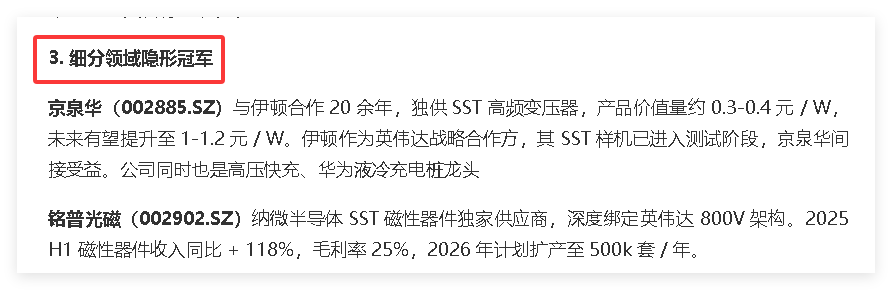 3. 细分领域隐形冠军
京泉华（002885.SZ）与伊顿合作 20 余年，独供 SST 高频变压器，产品价值量约 0.3-0.4 元 / W，
未来有望提升至 1-1.2 元 / W。伊顿作为英伟达战略合作方，其 SST 样机已进入测试阶段，京泉华间
接受益。公司同时也是高压快充、华为液冷充电桩龙头
铭普光磁（002902.SZ）纳微半导体 SST 磁性器件独家供应商，深度绑定英伟达 800V 架构。2025
H1 磁性器件收入同比 + 118%，毛利率 25%，2026 年计划扩产至 500k 套 / 年。